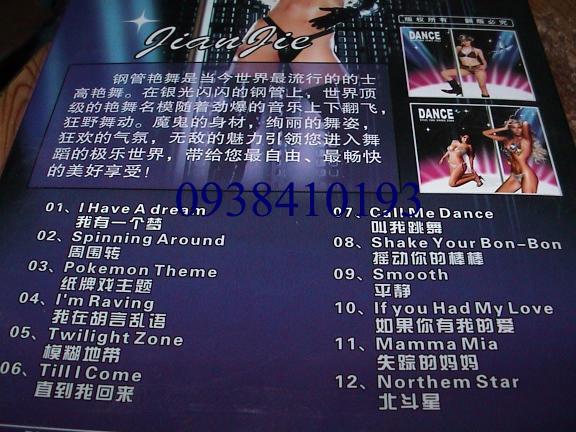 JianJie
版权所有 翻版必究
DANCE
DANCE
钢管艳舞是当今世界最流行的的士
高艳舞。在银光闪闪的钢管上，世界顶
级的艳舞名模随着劲爆的音乐上下翻飞，
狂野舞动。魔鬼的身材，绚丽的舞姿，
狂欢的气氛，无敌的魅力引领您进入舞
蹈的极乐世界，带给您最自由、最畅快
的美好享受！
0938410193
01、I Have A dream
我有一个梦
02、Spinning Around
周围转
03、Pokemon Theme
纸牌戏主题
04、I'm Raving
我在胡言乱语
05、Twilight Zone
模糊地带
06、Till I Come
直到我回来
07、Call Me Dance
叫我跳舞
08、Shake Your Bon-Bon
摇动你的棒棒
09、Smooth
平静
10、If you Had My Love
如果你有我的爱
11、Mamma Mia
失踪的妈妈
12、Northem Star
北斗星